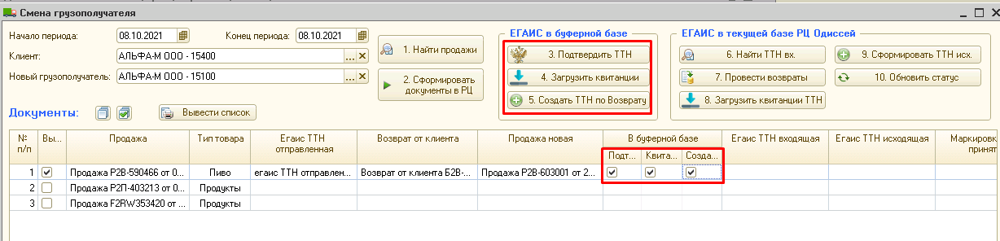 Смена грузополучателя
Начало периода: 08.10.2021 Конец периода: 08.10.2021
Клиент: АЛЬФА-М ООО - 15400 ...
Новый грузополучатель: АЛЬФА-М ООО - 15100 ...
1. Найти продажи
2. Сформировать
документы в РЦ
ЕГАИС в буферной базе
3. Подтвердить ТТН
4. Загрузить квитанции
5. Создать ТТН по Возврату
ЕГАИС в текущей базе РЦ Одиссей
6. Найти ТТН вх.
9. Сформировать ТТН исх.
7. Провести возвраты
10. Обновить статус
8. Загрузить квитанции ТТН
Документы: Вывести список
№
п/п
Вы...
Продажа
Тип товара
Егаис ТТН
отправленная
Возврат от клиента
Продажа новая
В буферной базе
Подт...
Квита...
Созда...
Егаис ТТН входящая
Егаис ТТН исходящая
Маркировк
принят
1 Продажа Р2В-590466 от 0... Пиво егаис ТТН отправлен... Возврат от клиента Б2В-... Продажа Р2В-603001 от 2...
2 Продажа Р2П-403213 от 0... Продукты
3 Продажа F2RW353420 от ... Продукты